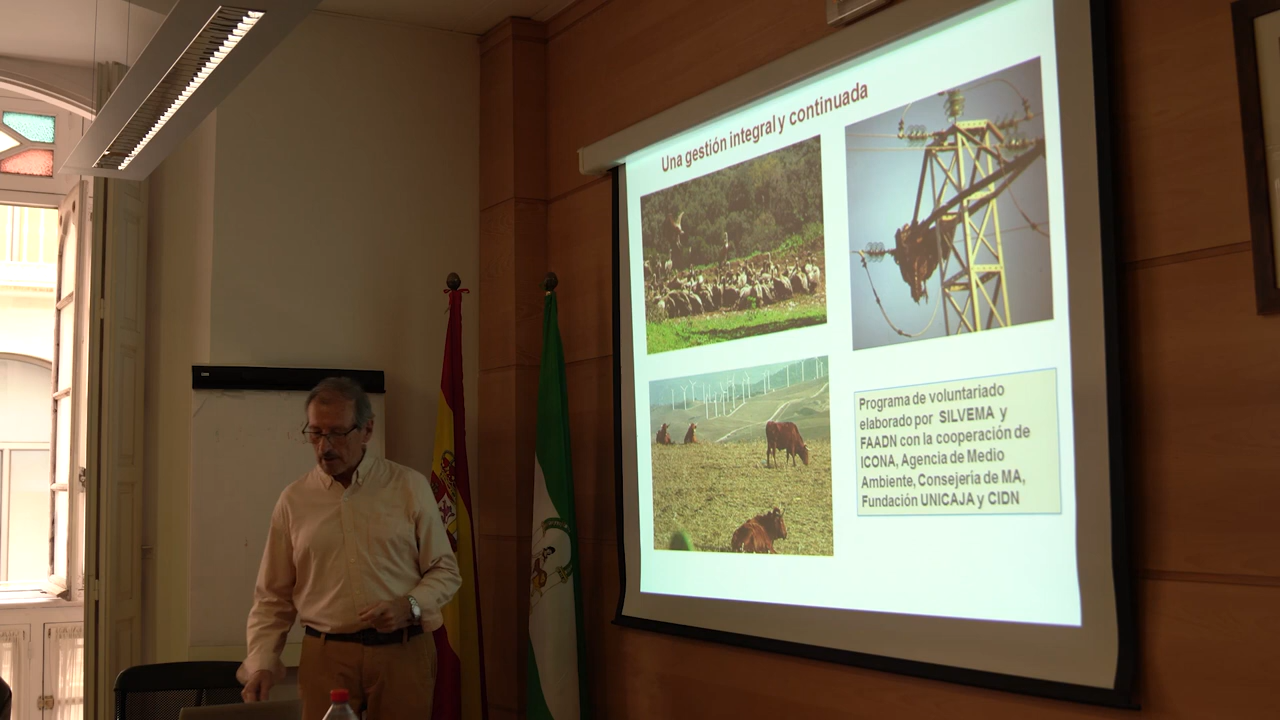 Una gestión integral y continuada
Programa de voluntariado
elaborado por SILVEMA y
FAADN con la cooperación de
ICONA, Agencia de Medio
Ambiente, Consejería de MA,
Fundación UNICAJA y CIDN